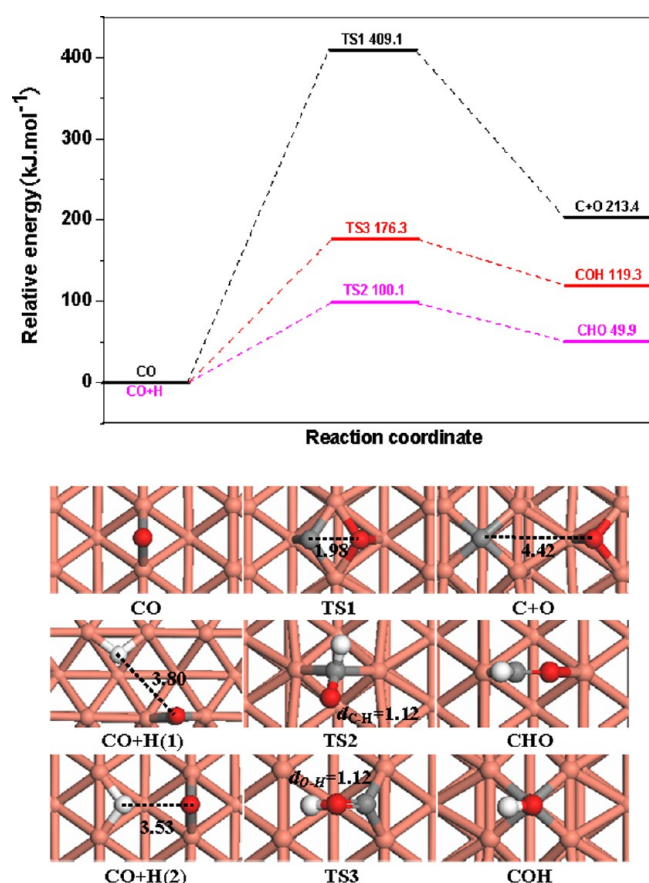 Relative energy (kJ.mol⁻¹)
400
300
200
100
0
TS1 409.1
C+O 213.4
TS3 176.3
COH 119.3
TS2 100.1
CHO 49.9
CO
CO+H
Reaction coordinate
1.98
4.42
CO
TS1
C+O
3.80
d_C-H=1.12
CO+H(1)
TS2
CHO
d_O-H=1.12
3.53
CO+H(2)
TS3
COH